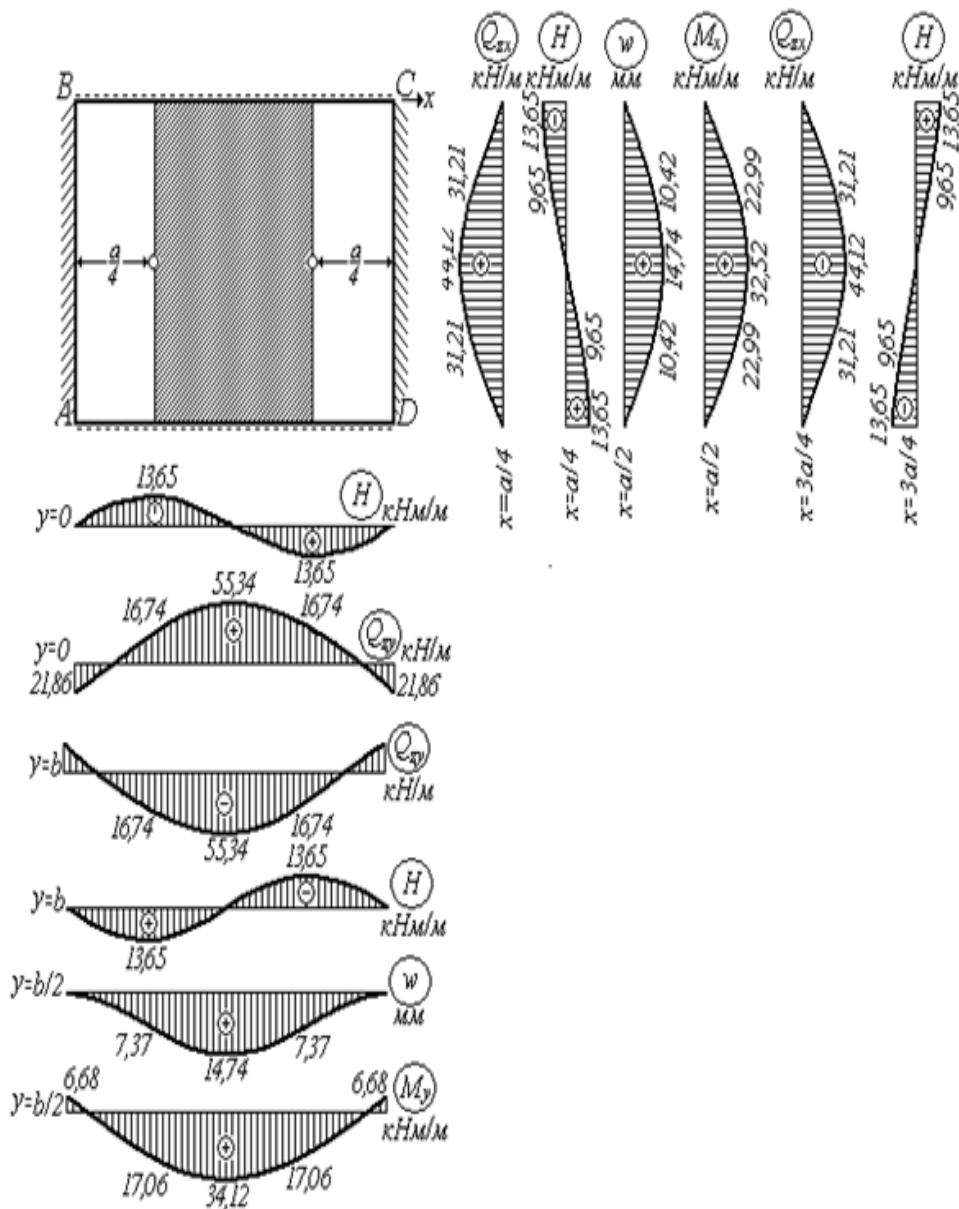 Q_zx H w M_x Q_zx H
кН/м кНм/м мм кНм/м кН/м кНм/м
B C x
a/4 a/4
A D
31,21 44,12 31,21
13,65 9,65 9,65 13,65
10,42 14,74 10,42
22,99 32,52 22,99
31,21 44,12 31,21
13,65 9,65 9,65 13,65
x=a/4 x=a/4 x=a/2 x=a/2 x=3a/4 x=3a/4
13,65 H
y=0 кНм/м
13,65
55,34
16,74 16,74
y=0 Q_zy кН/м
21,86 21,86
Q_zy
y=b кН/м
16,74 16,74
55,34
13,65
y=b H
кНм/м
13,65
y=b/2 w
мм
7,37 7,37
14,74
6,68 6,68 M_y
y=b/2 кНм/м
17,06 17,06
34,12